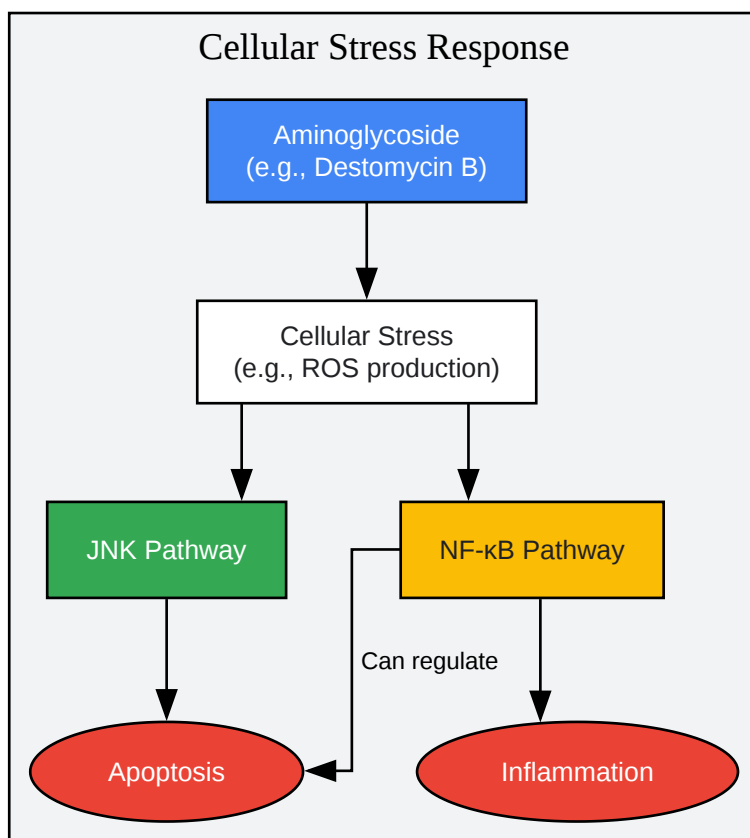 Cellular Stress Response
Aminoglycoside
(e.g., Destomycin B)
Cellular Stress
(e.g., ROS production)
JNK Pathway
NF-κB Pathway
Can regulate
Apoptosis
Inflammation